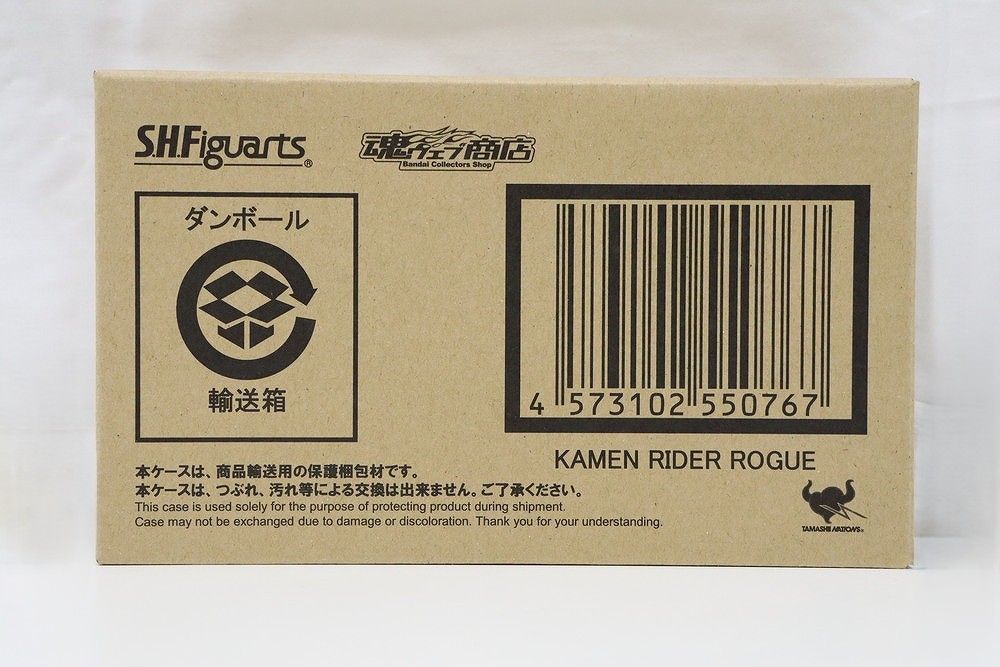 S.H.Figuarts®
魂ウェブ商店
Bandai Collectors Shop
ダンボール
輸送箱
4 573102 550767
KAMEN RIDER ROGUE
本ケースは、商品輸送用の保護梱包材です。
本ケースは、つぶれ、汚れ等による交換は出来ません。ご了承ください。
This case is used solely for the purpose of protecting product during shipment.
Case may not be exchanged due to damage or discoloration. Thank you for your understanding.
TAMASHII NATIONS®